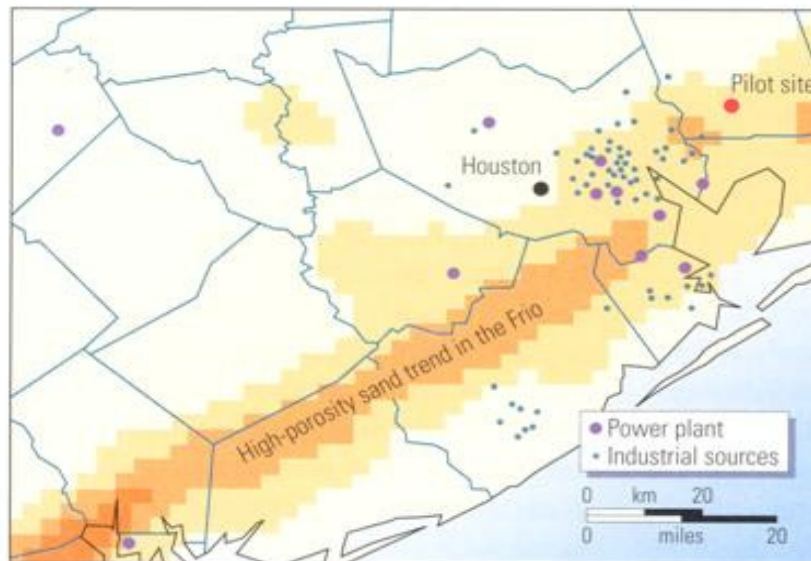 Pilot site
Houston
High-porosity sand trend in the Frio
Power plant
Industrial sources
0 km 20
0 miles 20